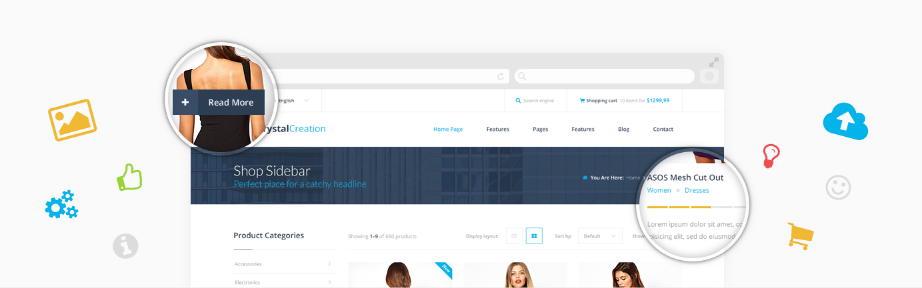 Read More
english
Search engine
Shopping cart 10 items for $1299,99
rystalCreation
Home Page Features Pages Features Blog Contact
Shop Sidebar
Perfect place for a catchy headline
You Are Here: Home
ASOS Mesh Cut Out
Women Dresses
Lorem ipsum dolor sit amet, co
pisicing elit, sed do eiusmod
Product Categories
Showing 1-9 of 650 products
Display layout:
Sort by: Default
Show
Accessories
Electronics
New